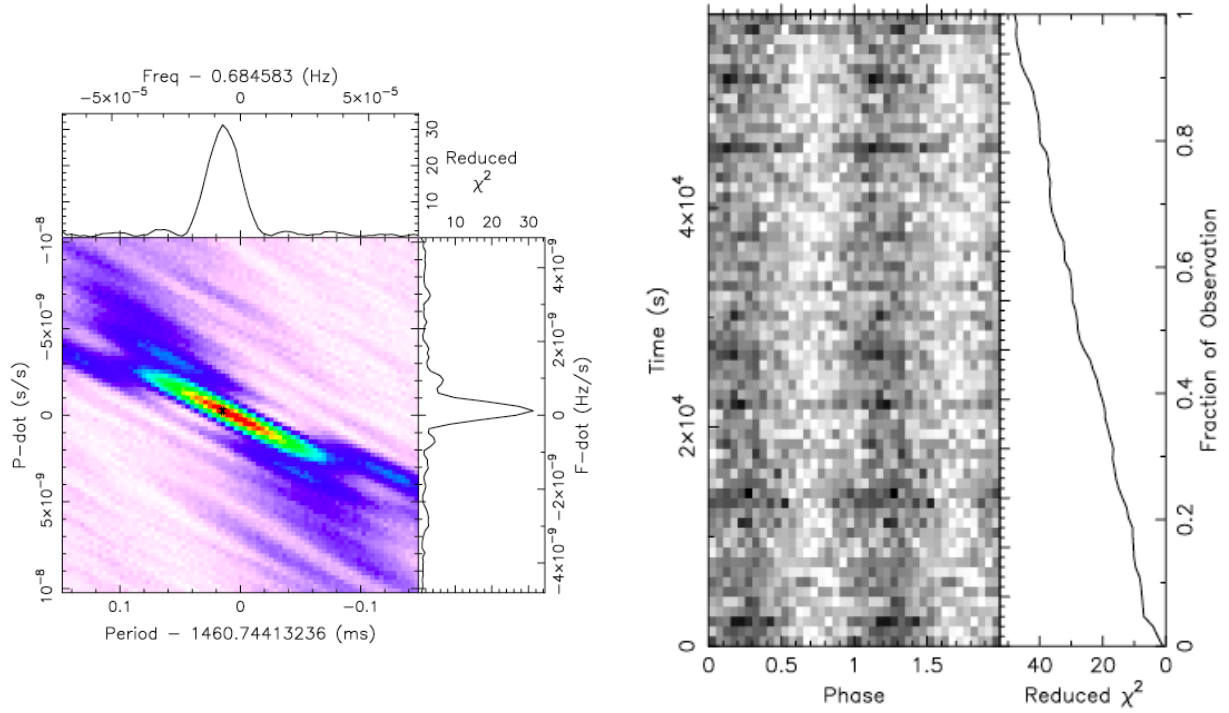 Freq − 0.684583 (Hz)
−5×10⁻⁵ 0 5×10⁻⁵
10 20 30
Reduced
χ²
10 20 30
P−dot (s/s)
−10⁻⁸ −5×10⁻⁹ 0 5×10⁻⁹ 10⁻⁸
F−dot (Hz/s)
4×10⁻⁹ 2×10⁻⁹ 0 −2×10⁻⁹ −4×10⁻⁹
0.1 0 −0.1
Period − 1460.74413236 (ms)
Time (s)
0 2×10⁴ 4×10⁴
0 0.5 1 1.5
Phase
40 20 0
Reduced χ²
0 0.2 0.4 0.6 0.8 1
Fraction of Observation